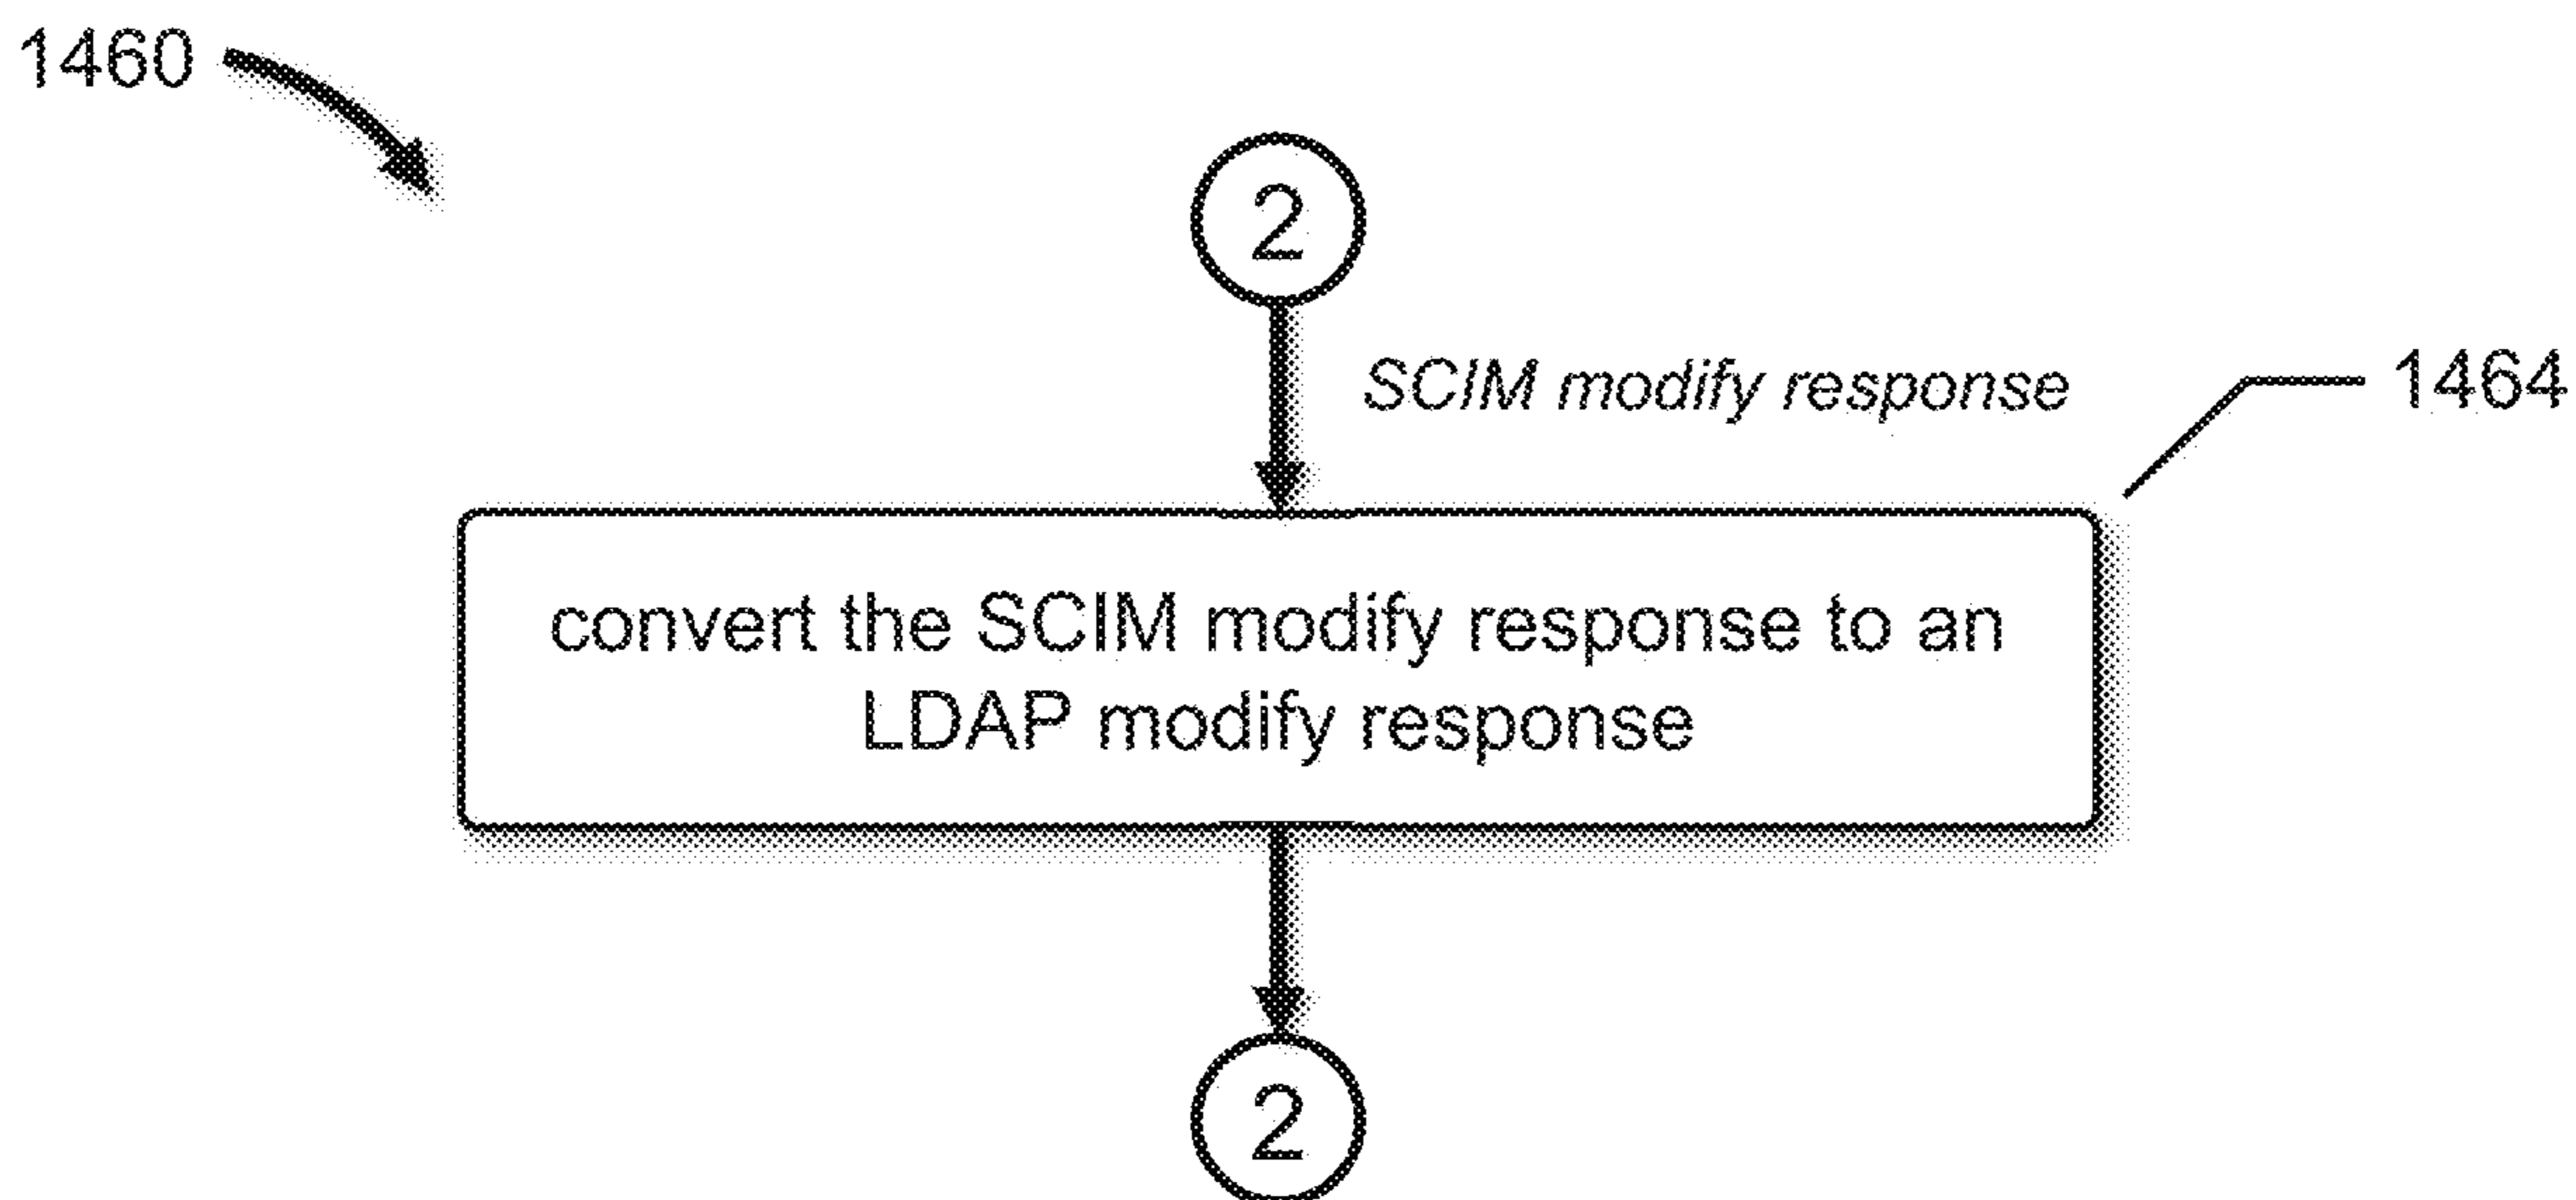 1460
2
SCIM modify response
1464
convert the SCIM modify response to an
LDAP modify response
2